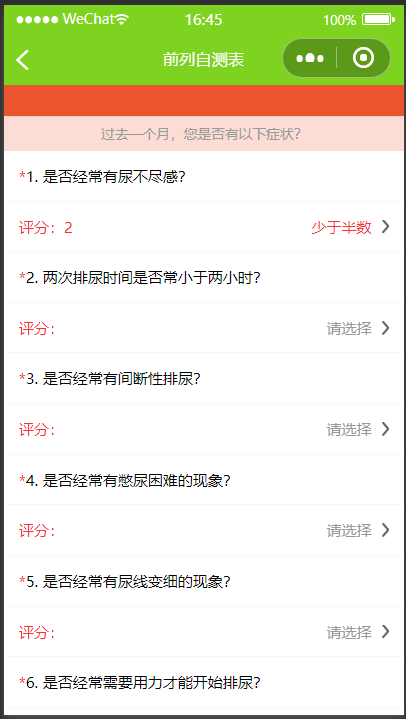 WeChat 16:45 100%
前列自测表
过去一个月，您是否有以下症状?
*1. 是否经常有尿不尽感?
评分：2 少于半数
*2. 两次排尿时间是否常小于两小时?
评分： 请选择
*3. 是否经常有间断性排尿?
评分： 请选择
*4. 是否经常有憋尿困难的现象?
评分： 请选择
*5. 是否经常有尿线变细的现象?
评分： 请选择
*6. 是否经常需要用力才能开始排尿?